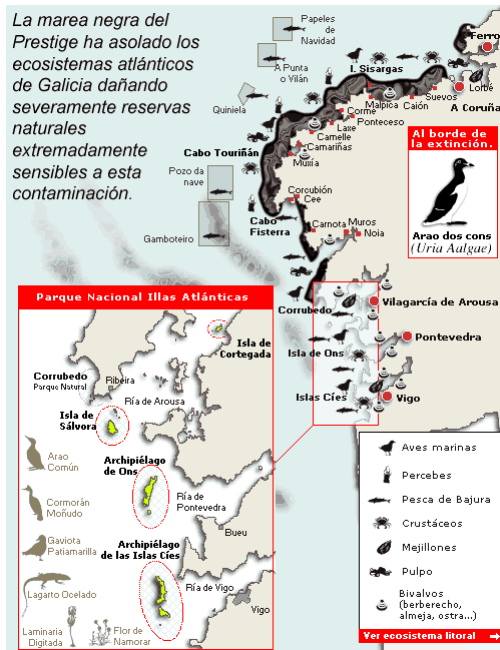 La marea negra del
Prestige ha asolado los
ecosistemas atlánticos
de Galicia dañando
severamente reservas
naturales
extremadamente
sensibles a esta
contaminación.
Papeles
de Navidad
A Punta
o Vilán
Quiniela
I. Sisargas
Ferrol
Lorbé
A Coruña
Suevos
Caión
Malpica
Corme
Ponteceso
Laxe
Camelle
Camariñas
Muxía
Cabo Touriñán
Pozo da
nave
Corcubión
Cee
Cabo
Fisterra
Gamboteiro
Carnota
Muros
Noia
Al borde de
la extinción.
Arao dos cons
(Uria Aalgae)
Corrubedo
Vilagarcía de Arousa
Isla de Ons
Pontevedra
Islas Cíes
Vigo
Parque Nacional Illas Atlánticas
Isla de
Cortegada
Corrubedo
Parque Natural
Ribeira
Ría de Arousa
Isla de
Sálvora
Archipiélago
de Ons
Ría de
Pontevedra
Bueu
Archipiélago
de las Islas Cíes
Ría de Vigo
Vigo
Arao
Común
Cormorán
Moñudo
Gaviota
Patiamarilla
Lagarto Ocelado
Laminaria
Digitada
Flor de
Namorar
Aves marinas
Percebes
Pesca de Bajura
Crustáceos
Mejillones
Pulpo
Bivalvos
(berberecho,
almeja, ostra...)
Ver ecosistema litoral →